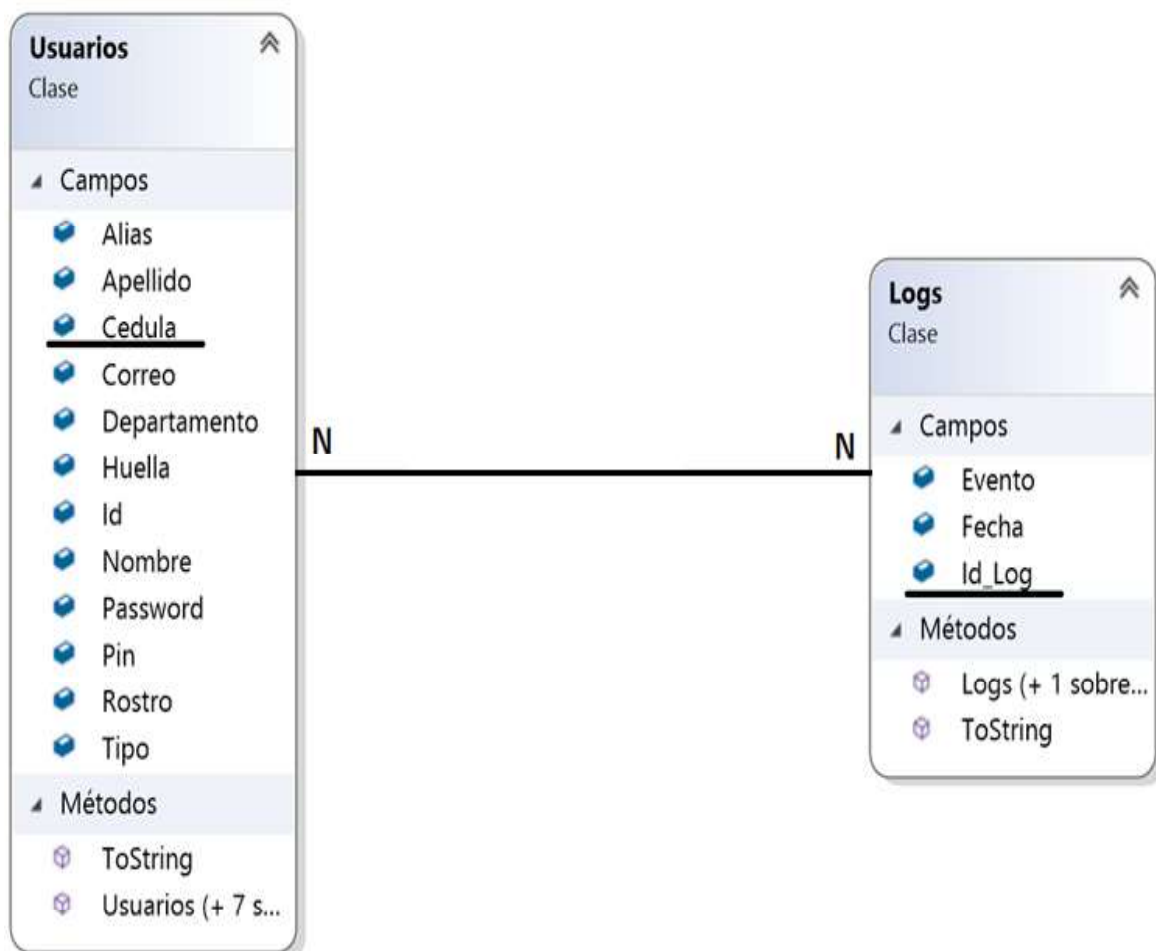 Usuarios
Clase
Campos
Alias
Apellido
Cedula
Correo
Departamento
Huella
Id
Nombre
Password
Pin
Rostro
Tipo
Métodos
ToString
Usuarios (+ 7 s...
N
N
Logs
Clase
Campos
Evento
Fecha
Id_Log
Métodos
Logs (+ 1 sobre...
ToString